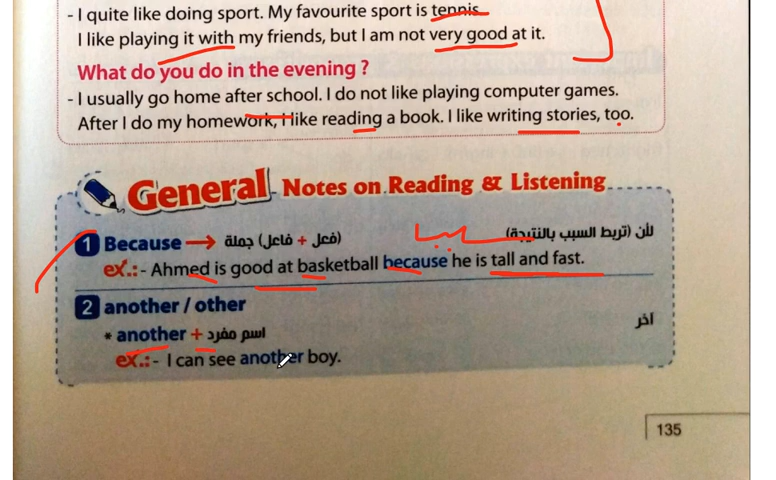 - I quite like doing sport. My favourite sport is tennis.
I like playing it with my friends, but I am not very good at it.
What do you do in the evening ?
- I usually go home after school. I do not like playing computer games.
After I do my homework, I like reading a book. I like writing stories, too.
General Notes on Reading & Listening
1 Because → جملة (فاعل + فعل) لأن (تربط السبب بالنتيجة)
ex.:- Ahmed is good at basketball because he is tall and fast.
2 another / other
* another + اسم مفرد آخر
ex.:- I can see another boy.
135